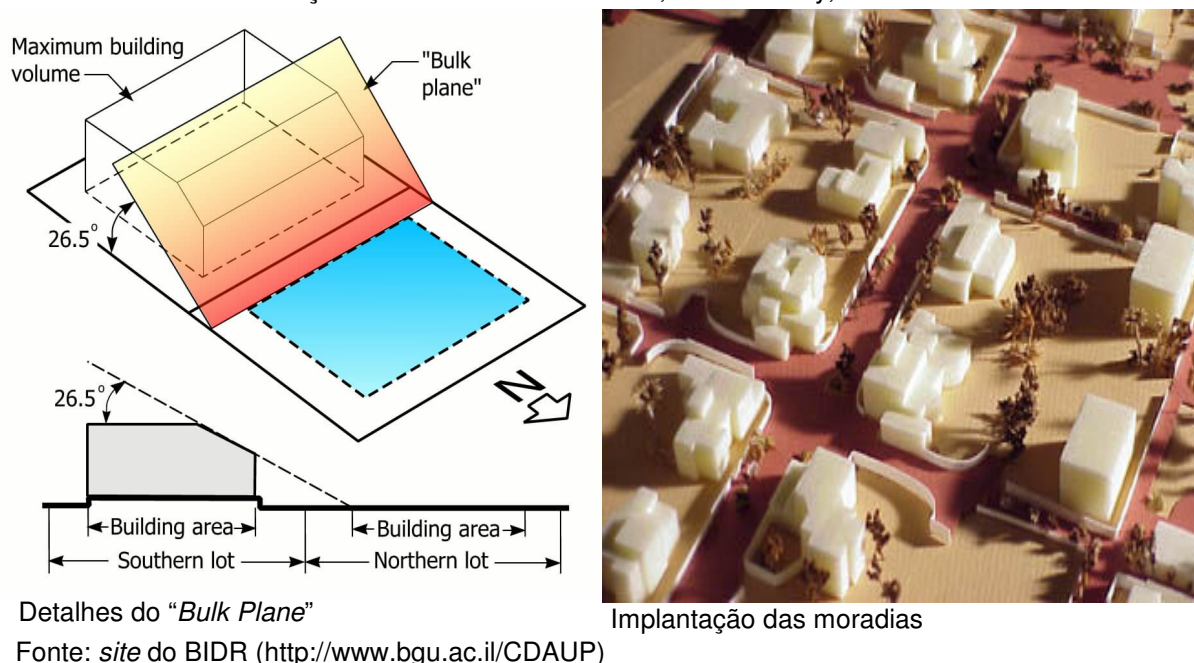 Maximum building
volume
"Bulk
plane"
26.5°
N
26.5°
Building area
Building area
Southern lot
Northern lot
Detalhes do “Bulk Plane”
Implantação das moradias
Fonte: site do BIDR (http://www.bgu.ac.il/CDAUP)